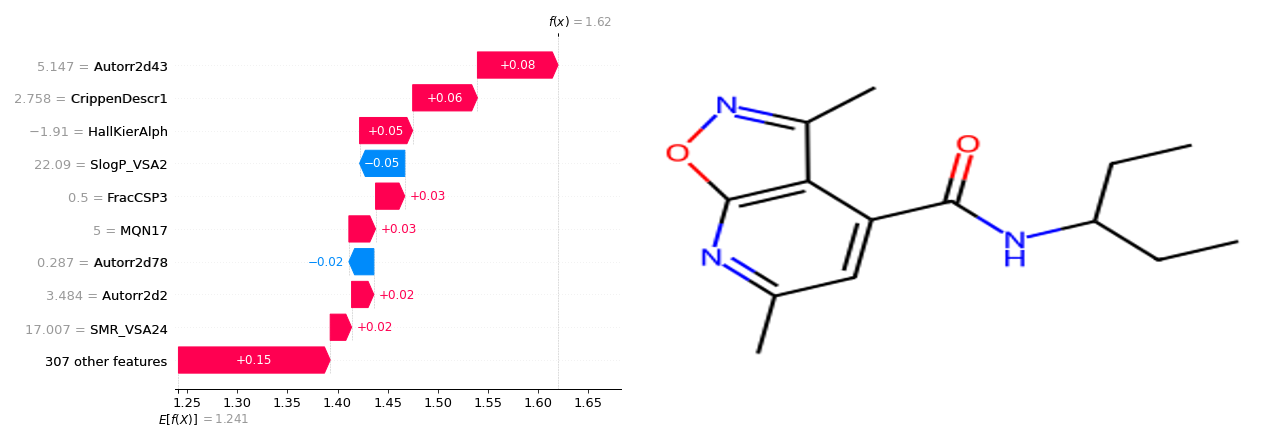 f(x) = 1.62
5.147 = Autorr2d43 +0.08
2.758 = CrippenDescr1 +0.06
−1.91 = HallKierAlph +0.05
22.09 = SlogP_VSA2 −0.05
0.5 = FracCSP3 +0.03
5 = MQN17 +0.03
0.287 = Autorr2d78 −0.02
3.484 = Autorr2d2 +0.02
17.007 = SMR_VSA24 +0.02
307 other features +0.15
1.25 1.30 1.35 1.40 1.45 1.50 1.55 1.60 1.65
E[f(X)] = 1.241
N
O
O
N
N
H